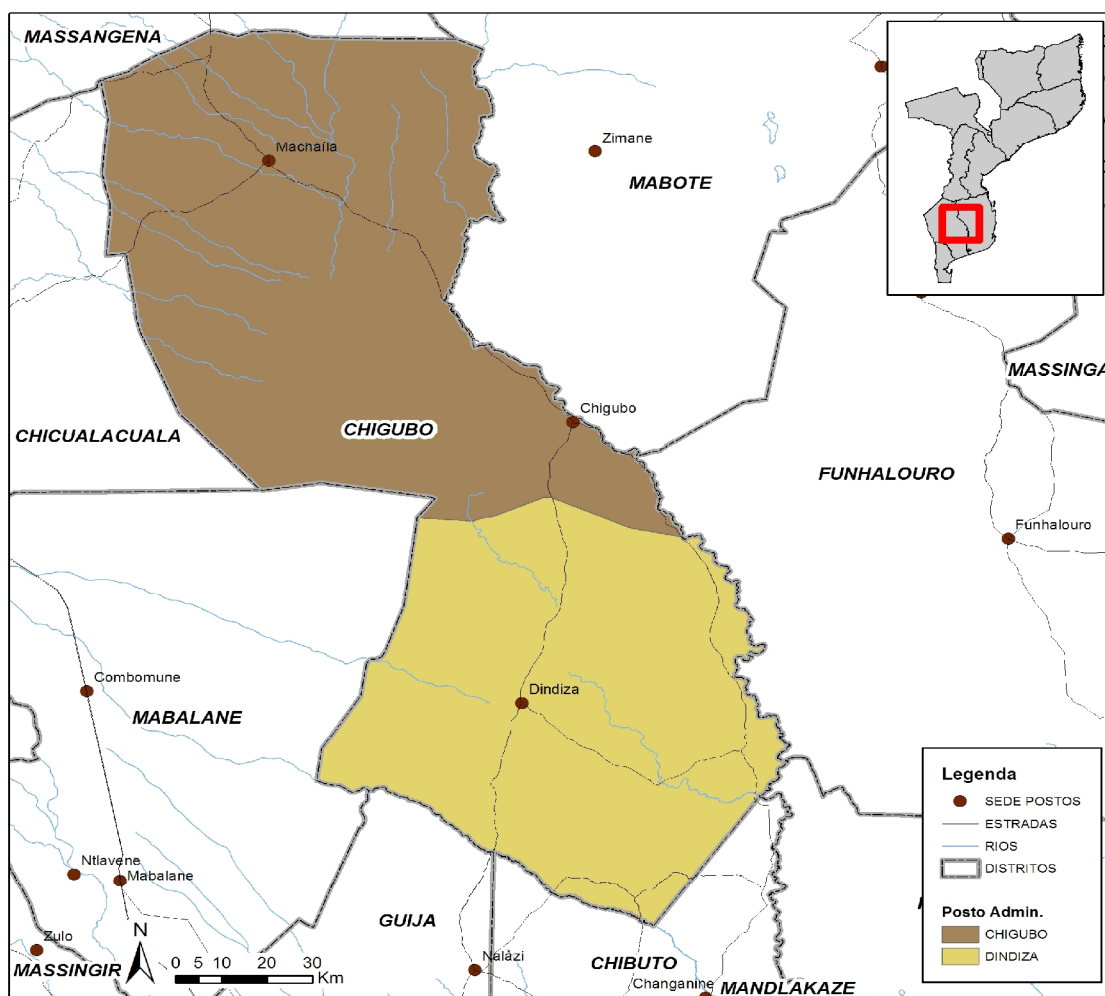 MASSANGENA
Machaíla
Zimane
MABOTE
MASSINGA
Chigubo
CHICUALACUALA
CHIGUBO
FUNHALOURO
Funhalouro
Combomune
Dindiza
MABALANE
Ntlavene
Mabalane
GUIJA
Zulo
MASSINGIR
Nalàzi
CHIBUTO
Changanine
MANDLAKAZE
N
0 5 10 20 30
Km
Legenda
SEDE POSTOS
ESTRADAS
RIOS
DISTRITOS
Posto Admin.
CHIGUBO
DINDIZA